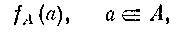 f_A (a),  a ∈ A,